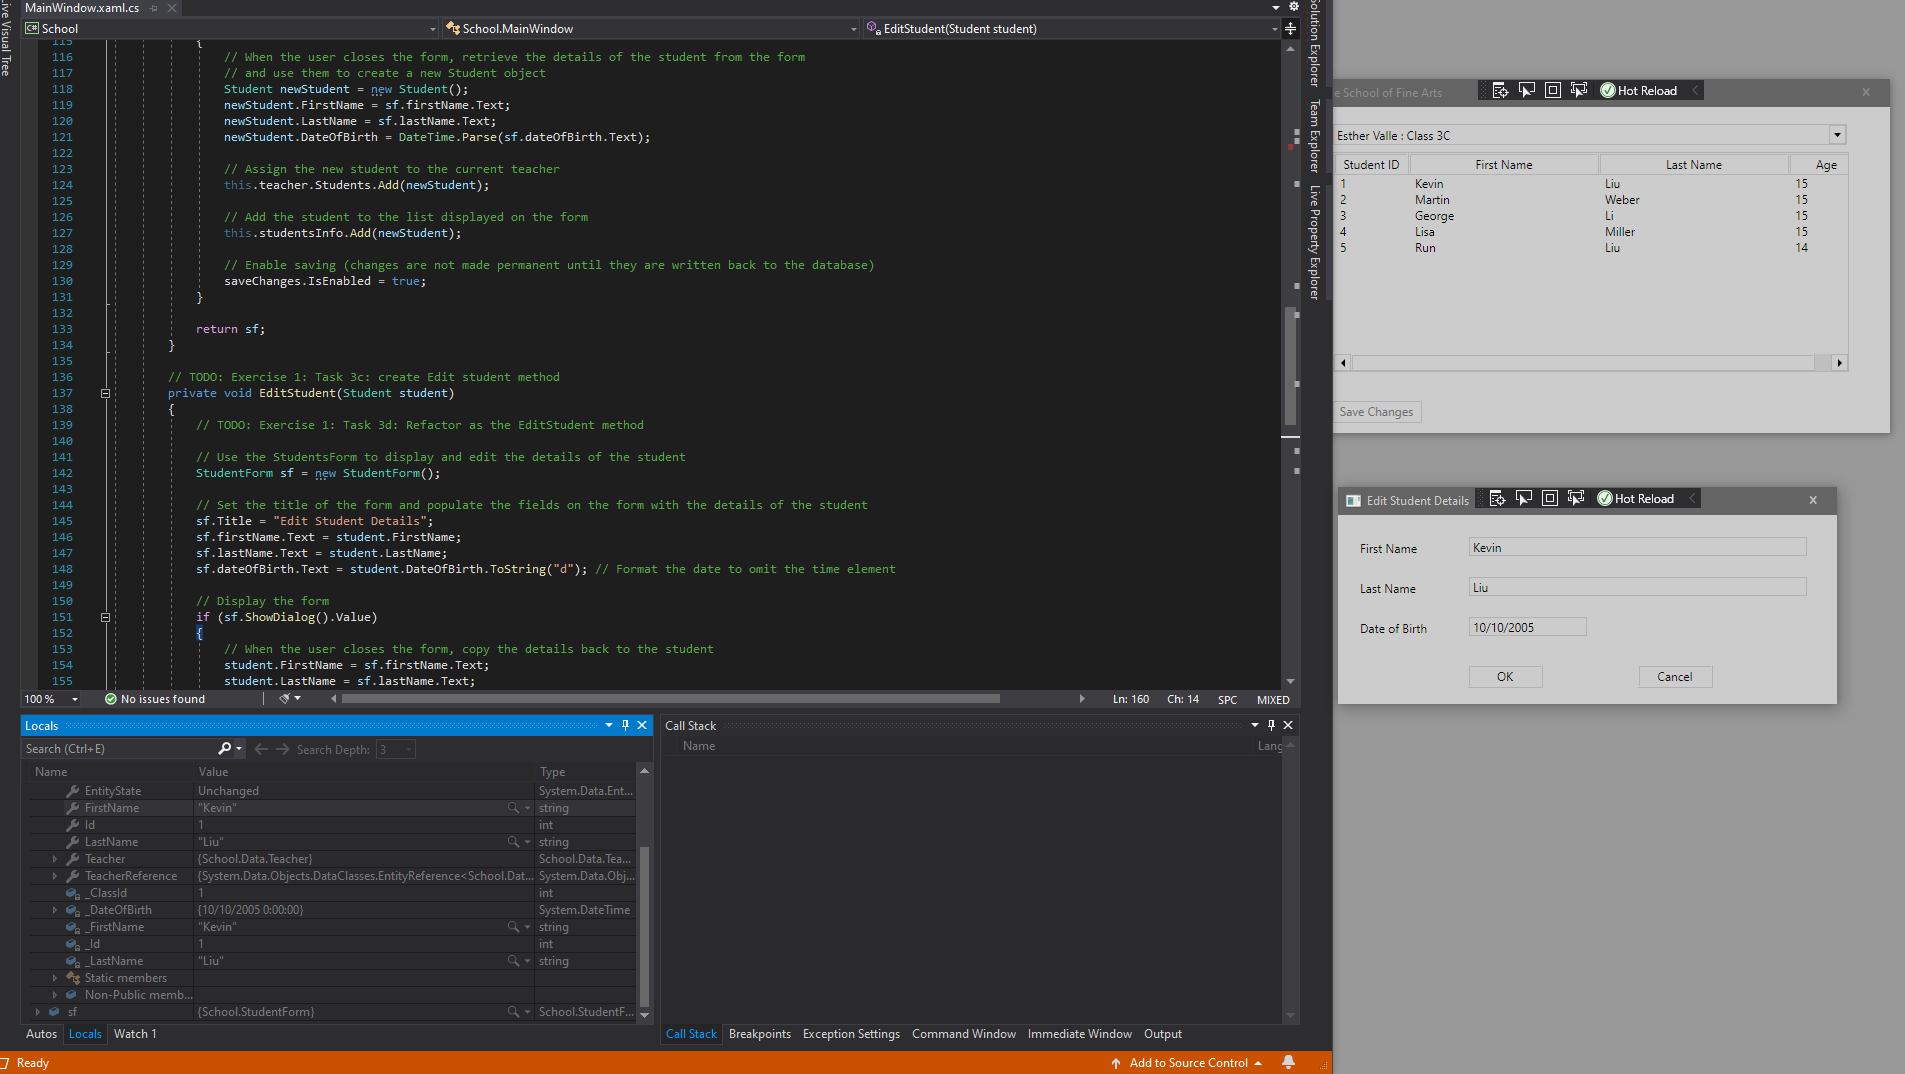 MainWindow.xaml.cs
Live Visual Tree
School
School.MainWindow
EditStudent(Student student)
115 {
116 // When the user closes the form, retrieve the details of the student from the form
117 // and use them to create a new Student object
118 Student newStudent = new Student();
119 newStudent.FirstName = sf.firstName.Text;
120 newStudent.LastName = sf.lastName.Text;
121 newStudent.DateOfBirth = DateTime.Parse(sf.dateOfBirth.Text);
122
123 // Assign the new student to the current teacher
124 this.teacher.Students.Add(newStudent);
125
126 // Add the student to the list displayed on the form
127 this.studentsInfo.Add(newStudent);
128
129 // Enable saving (changes are not made permanent until they are written back to the database)
130 saveChanges.IsEnabled = true;
131 }
132
133 return sf;
134 }
135
136 // TODO: Exercise 1: Task 3c: create Edit student method
137 private void EditStudent(Student student)
138 {
139 // TODO: Exercise 1: Task 3d: Refactor as the EditStudent method
140
141 // Use the StudentsForm to display and edit the details of the student
142 StudentForm sf = new StudentForm();
143
144 // Set the title of the form and populate the fields on the form with the details of the student
145 sf.Title = "Edit Student Details";
146 sf.firstName.Text = student.FirstName;
147 sf.lastName.Text = student.LastName;
148 sf.dateOfBirth.Text = student.DateOfBirth.ToString("d"); // Format the date to omit the time element
149
150 // Display the form
151 if (sf.ShowDialog().Value)
152 {
153 // When the user closes the form, copy the details back to the student
154 student.FirstName = sf.firstName.Text;
155 student.LastName = sf.lastName.Text;
100 % No issues found Ln: 160 Ch: 14 SPC MIXED
Solution Explorer
Team Explorer
Live Property Explorer
Locals
Search (Ctrl+E) Search Depth: 3
Name Value Type
EntityState Unchanged System.Data.Ent...
FirstName "Kevin" string
Id 1 int
LastName "Liu" string
Teacher {School.Data.Teacher} School.Data.Tea...
TeacherReference {System.Data.Objects.DataClasses.EntityReference<School.Dat... System.Data.Obj...
_ClassId 1 int
_DateOfBirth {10/10/2005 0:00:00} System.DateTime
_FirstName "Kevin" string
_Id 1 int
_LastName "Liu" string
Static members
Non-Public memb...
sf {School.StudentForm} School.StudentF...
Autos Locals Watch 1
Call Stack
Name Lang
Call Stack Breakpoints Exception Settings Command Window Immediate Window Output
Ready Add to Source Control
e School of Fine Arts Hot Reload
Esther Valle : Class 3C
Student ID First Name Last Name Age
1 Kevin Liu 15
2 Martin Weber 15
3 George Li 15
4 Lisa Miller 15
5 Run Liu 14
Save Changes
Edit Student Details Hot Reload
First Name Kevin
Last Name Liu
Date of Birth 10/10/2005
OK Cancel